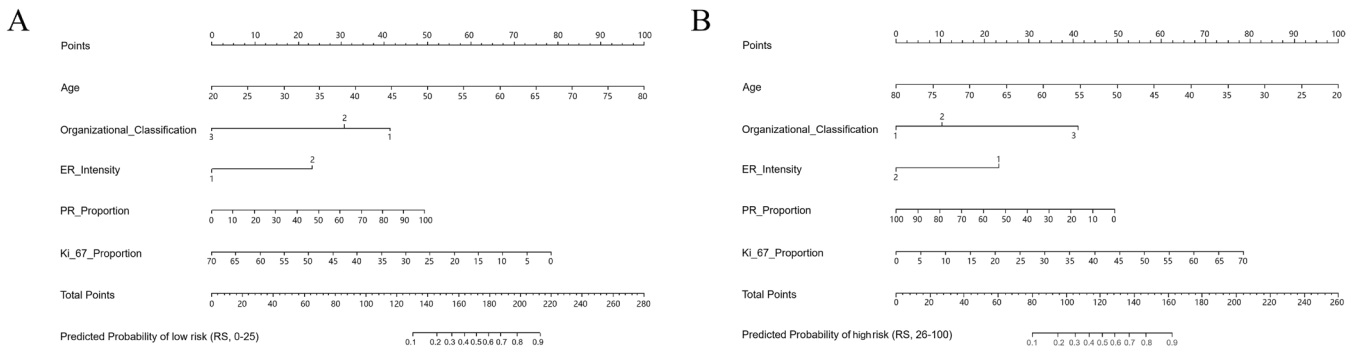 A
Points
0 10 20 30 40 50 60 70 80 90 100
Age
20 25 30 35 40 45 50 55 60 65 70 75 80
Organizational_Classification
2
3 1
ER_Intensity
2
1
PR_Proportion
0 10 20 30 40 50 60 70 80 90 100
Ki_67_Proportion
70 65 60 55 50 45 40 35 30 25 20 15 10 5 0
Total Points
0 20 40 60 80 100 120 140 160 180 200 220 240 260 280
Predicted Probability of low risk (RS, 0-25)
0.1 0.2 0.3 0.4 0.5 0.6 0.7 0.8 0.9
B
Points
0 10 20 30 40 50 60 70 80 90 100
Age
80 75 70 65 60 55 50 45 40 35 30 25 20
Organizational_Classification
2
1 3
ER_Intensity
1
2
PR_Proportion
100 90 80 70 60 50 40 30 20 10 0
Ki_67_Proportion
0 5 10 15 20 25 30 35 40 45 50 55 60 65 70
Total Points
0 20 40 60 80 100 120 140 160 180 200 220 240 260
Predicted Probability of high risk (RS, 26-100)
0.1 0.2 0.3 0.4 0.5 0.6 0.7 0.8 0.9